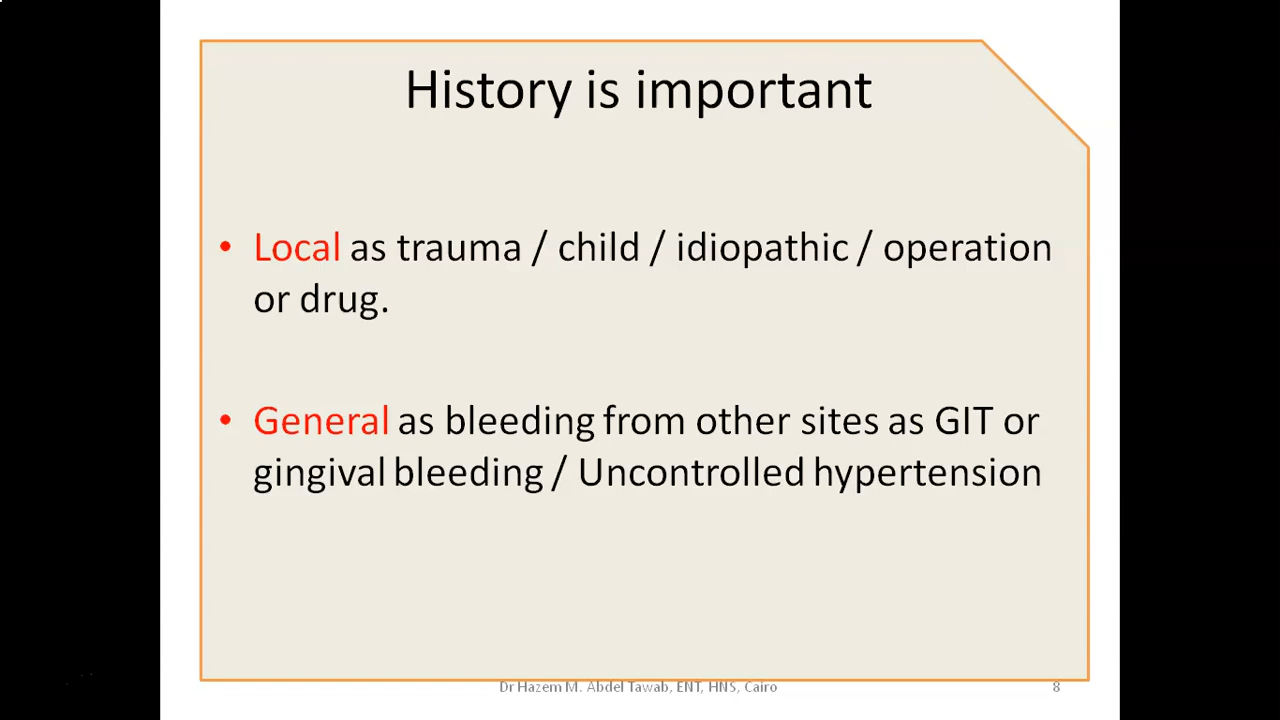 History is important
• Local as trauma / child / idiopathic / operation
or drug.
• General as bleeding from other sites as GIT or
gingival bleeding / Uncontrolled hypertension
Dr Hazem M. Abdel Tawab, ENT, HNS, Cairo
8